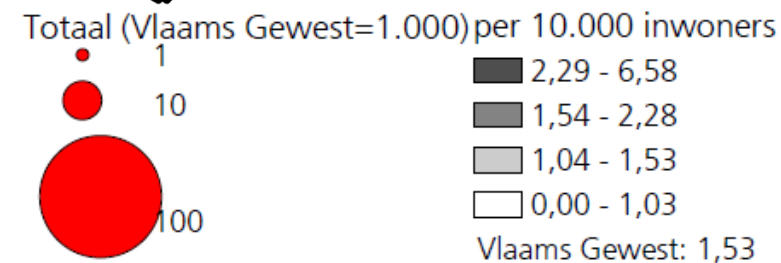 Totaal (Vlaams Gewest=1.000)
1
10
100
per 10.000 inwoners
2,29 - 6,58
1,54 - 2,28
1,04 - 1,53
0,00 - 1,03
Vlaams Gewest: 1,53